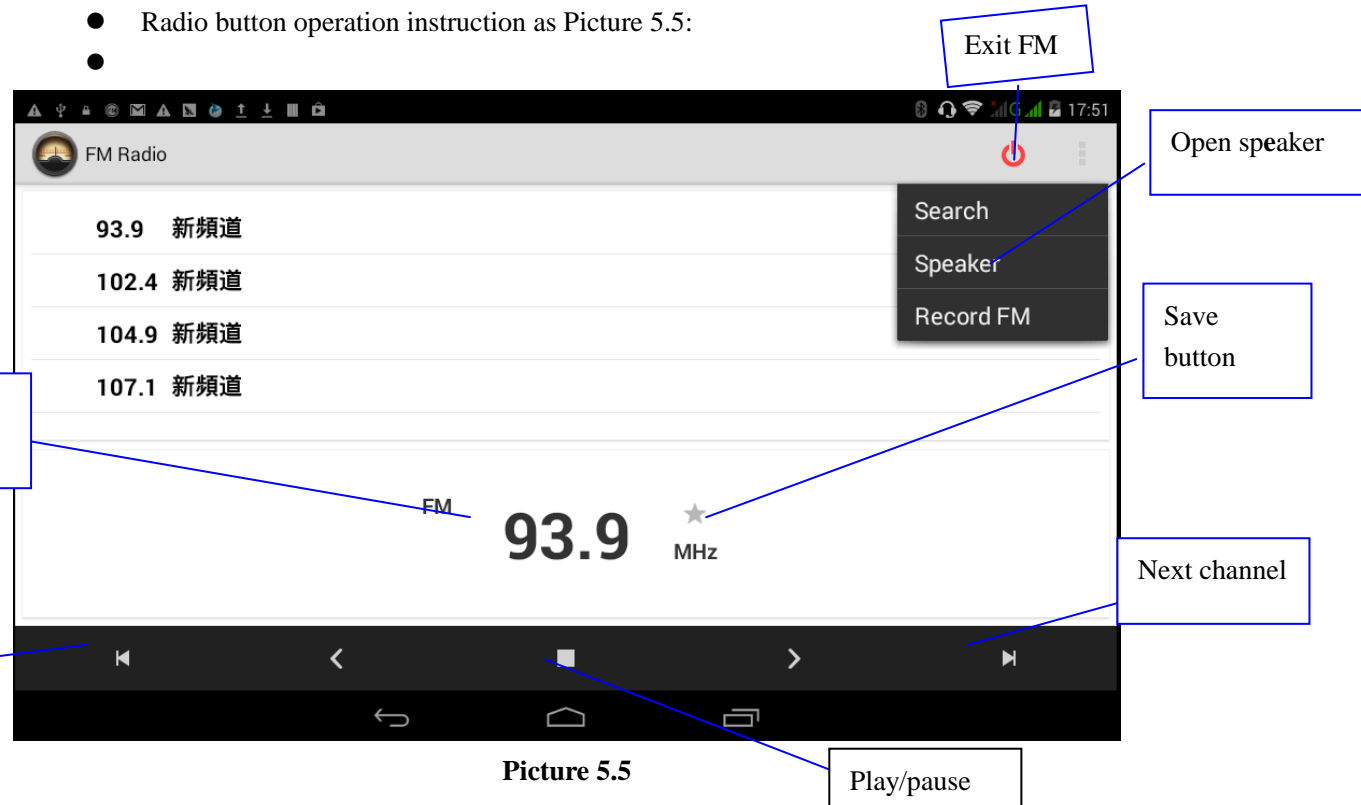 ● Radio button operation instruction as Picture 5.5:
●
Exit FM
17:51
FM Radio
Open speaker
Search
Speaker
Record FM
93.9 新頻道
102.4 新頻道
104.9 新頻道
107.1 新頻道
Save
button
FM
93.9
MHz
Next channel
Picture 5.5
Play/pause